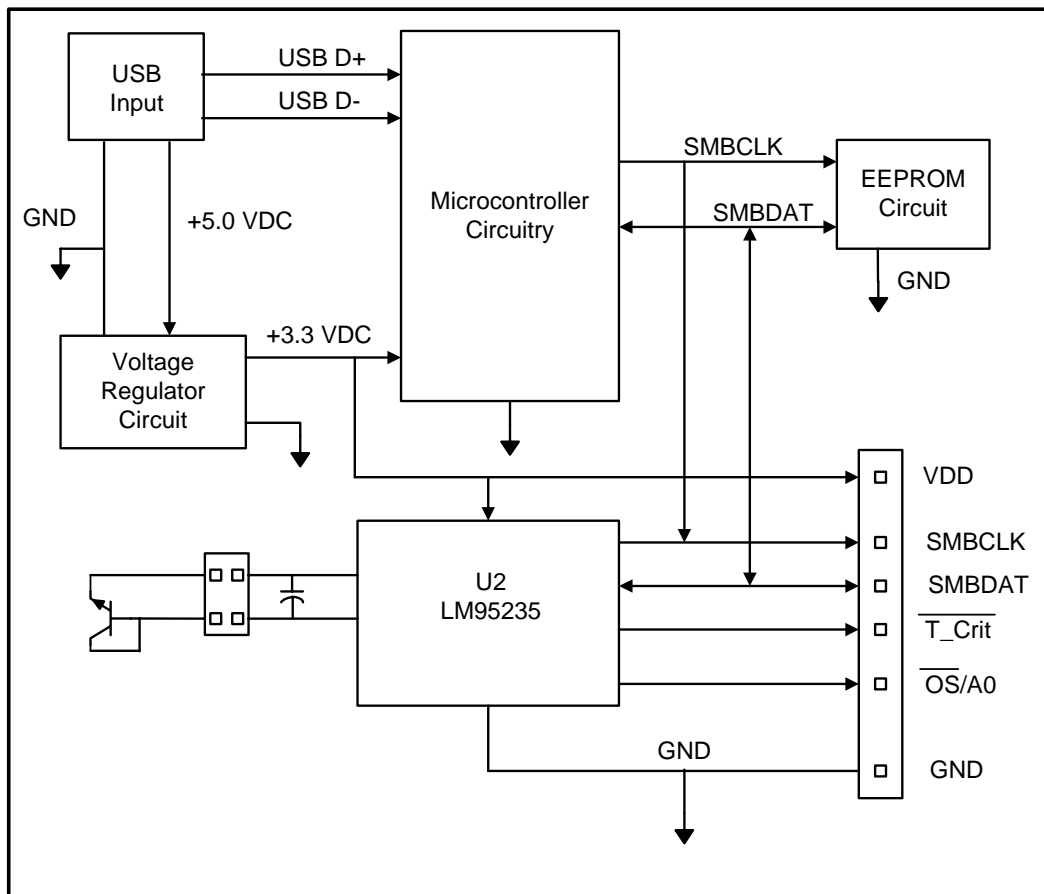 USB
Input
USB D+
USB D-
Microcontroller
Circuitry
SMBCLK
SMBDAT
EEPROM
Circuit
GND
GND
+5.0 VDC
Voltage
Regulator
Circuit
+3.3 VDC
U2
LM95235
VDD
SMBCLK
SMBDAT
T_Crit
OS/A0
GND
GND